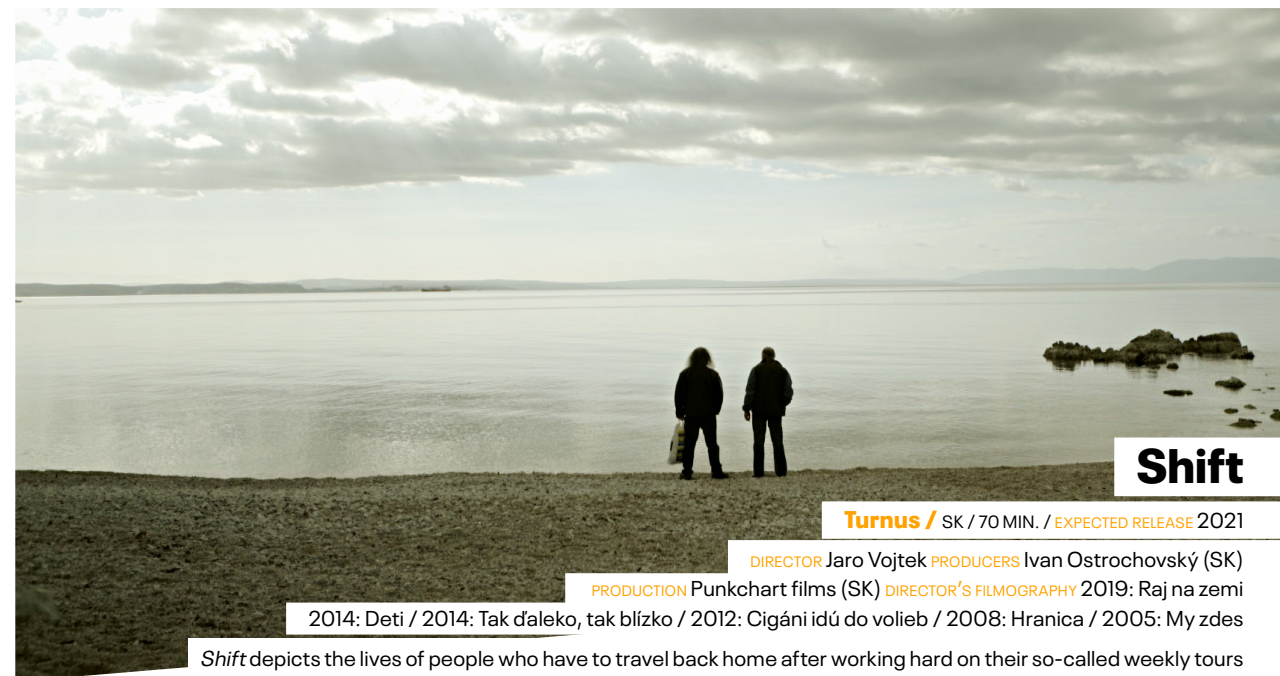 Shift
Turnus / SK / 70 MIN. / EXPECTED RELEASE 2021
DIRECTOR Jaro Vojtek PRODUCERS Ivan Ostrochovský (SK)
PRODUCTION Punkchart films (SK) DIRECTOR’S FILMOGRAPHY 2019: Raj na zemi
2014: Deti / 2014: Tak ďaleko, tak blízko / 2012: Cigáni idú do volieb / 2008: Hranica / 2005: My zdes
Shift depicts the lives of people who have to travel back home after working hard on their so-called weekly tours